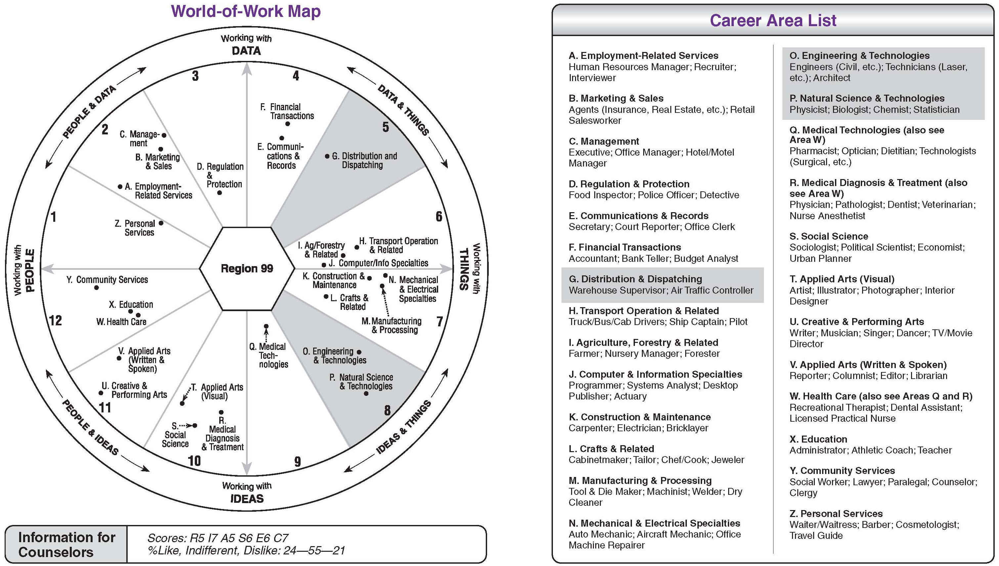 World-of-Work Map
Working with
DATA
PEOPLE & DATA
DATA & THINGS
Working with
THINGS
IDEAS & THINGS
Working with
IDEAS
PEOPLE & IDEAS
Working with
PEOPLE
1
2
3
4
5
6
7
8
9
10
11
12
F. Financial
Transactions
E. Communi-
cations &
Records
G. Distribution and
Dispatching
C. Manage-
ment
B. Marketing
& Sales
D. Regulation
&
Protection
A. Employment-
Related Services
Z. Personal
Services
I. Ag/Forestry
& Related
H. Transport Operation
& Related
J. Computer/Info Specialties
Region 99
K. Construction &
Maintenance
N. Mechanical
& Electrical
Specialties
L. Crafts &
Related
M. Manufacturing
& Processing
Y. Community Services
X. Education
W. Health Care
Q. Medical
Tech-
nologies
O. Engineering
& Technologies
P. Natural Science
& Technologies
V. Applied Arts
(Written &
Spoken)
U. Creative &
Performing Arts
T. Applied Arts
(Visual)
S.
Social
Science
R.
Medical
Diagnosis
& Treatment
Information for
Counselors
Scores: R5 I7 A5 S6 E6 C7
%Like, Indifferent, Dislike: 24—55—21
Career Area List
A. Employment-Related Services
Human Resources Manager; Recruiter;
Interviewer
B. Marketing & Sales
Agents (Insurance, Real Estate, etc.); Retail
Salesworker
C. Management
Executive; Office Manager; Hotel/Motel
Manager
D. Regulation & Protection
Food Inspector; Police Officer; Detective
E. Communications & Records
Secretary; Court Reporter; Office Clerk
F. Financial Transactions
Accountant; Bank Teller; Budget Analyst
G. Distribution & Dispatching
Warehouse Supervisor; Air Traffic Controller
H. Transport Operation & Related
Truck/Bus/Cab Drivers; Ship Captain; Pilot
I. Agriculture, Forestry & Related
Farmer; Nursery Manager; Forester
J. Computer & Information Specialties
Programmer; Systems Analyst; Desktop
Publisher; Actuary
K. Construction & Maintenance
Carpenter; Electrician; Bricklayer
L. Crafts & Related
Cabinetmaker; Tailor; Chef/Cook; Jeweler
M. Manufacturing & Processing
Tool & Die Maker; Machinist; Welder; Dry
Cleaner
N. Mechanical & Electrical Specialties
Auto Mechanic; Aircraft Mechanic; Office
Machine Repairer
O. Engineering & Technologies
Engineers (Civil, etc.); Technicians (Laser,
etc.); Architect
P. Natural Science & Technologies
Physicist; Biologist; Chemist; Statistician
Q. Medical Technologies (also see
Area W)
Pharmacist; Optician; Dietitian; Technologists
(Surgical, etc.)
R. Medical Diagnosis & Treatment (also
see Area W)
Physician; Pathologist; Dentist; Veterinarian;
Nurse Anesthetist
S. Social Science
Sociologist; Political Scientist; Economist;
Urban Planner
T. Applied Arts (Visual)
Artist; Illustrator; Photographer; Interior
Designer
U. Creative & Performing Arts
Writer; Musician; Singer; Dancer; TV/Movie
Director
V. Applied Arts (Written & Spoken)
Reporter; Columnist; Editor; Librarian
W. Health Care (also see Areas Q and R)
Recreational Therapist; Dental Assistant;
Licensed Practical Nurse
X. Education
Administrator; Athletic Coach; Teacher
Y. Community Services
Social Worker; Lawyer; Paralegal; Counselor;
Clergy
Z. Personal Services
Waiter/Waitress; Barber; Cosmetologist;
Travel Guide